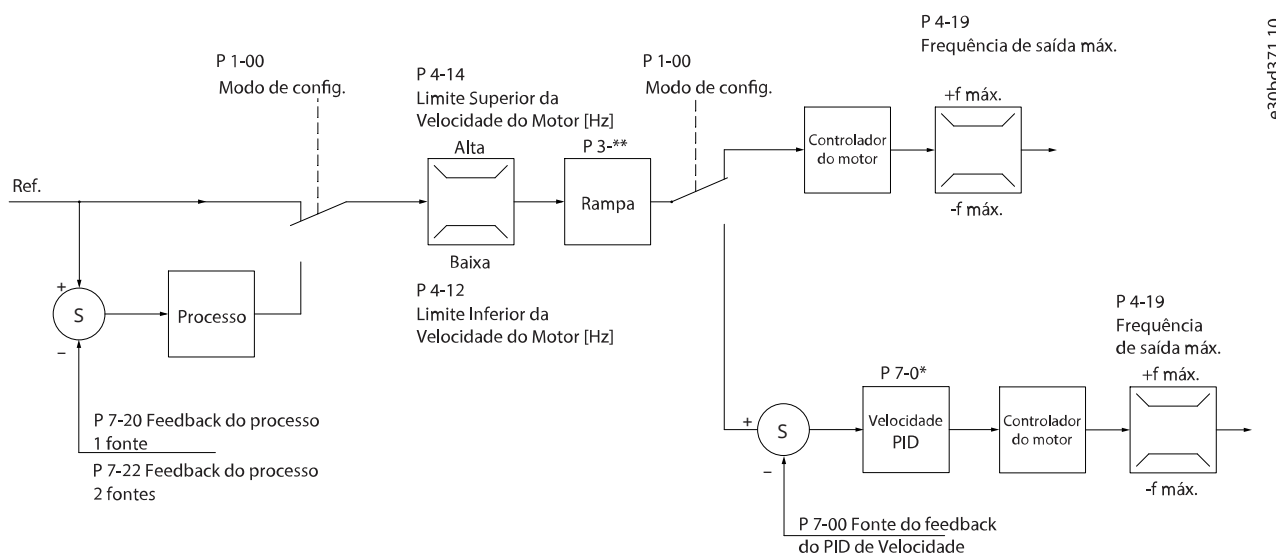 P 4-19
Frequência de saída máx.
e30bd371.10
P 1-00
Modo de config.
P 4-14
Limite Superior da
Velocidade do Motor [Hz]
P 1-00
Modo de config.
+f máx.
Alta
P 3-**
Controlador
do motor
Ref.
Rampa
-f máx.
Baixa
+
S
–
Processo
P 4-12
Limite Inferior da
Velocidade do Motor [Hz]
P 4-19
Frequência
de saída máx.
+f máx.
P 7-0*
P 7-20 Feedback do processo
1 fonte
P 7-22 Feedback do processo
2 fontes
+
S
–
Velocidade
PID
Controlador
do motor
-f máx.
P 7-00 Fonte do feedback
do PID de Velocidade